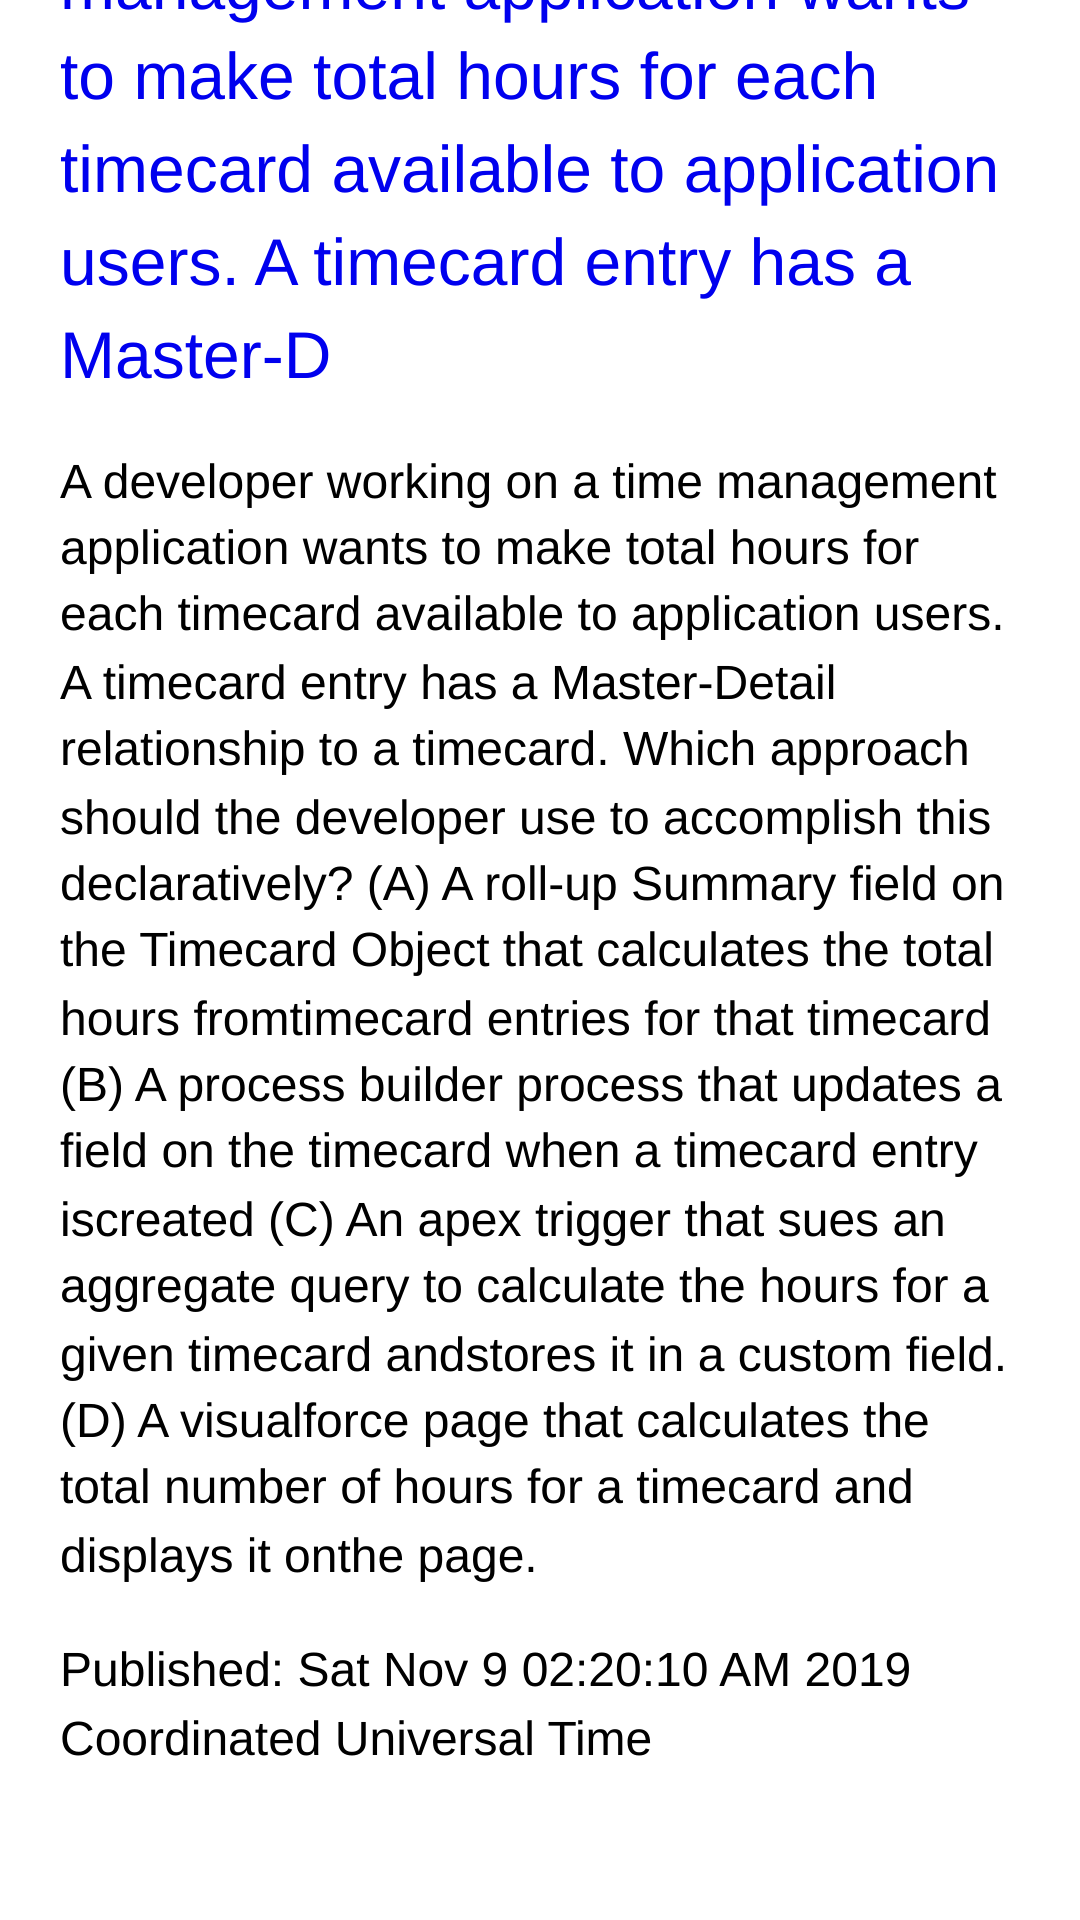 management application wants
to make total hours for each
timecard available to application
users. A timecard entry has a
Master-D
A developer working on a time management
application wants to make total hours for
each timecard available to application users.
A timecard entry has a Master-Detail
relationship to a timecard. Which approach
should the developer use to accomplish this
declaratively? (A) A roll-up Summary field on
the Timecard Object that calculates the total
hours fromtimecard entries for that timecard
(B) A process builder process that updates a
field on the timecard when a timecard entry
iscreated (C) An apex trigger that sues an
aggregate query to calculate the hours for a
given timecard andstores it in a custom field.
(D) A visualforce page that calculates the
total number of hours for a timecard and
displays it onthe page.
Published: Sat Nov 9 02:20:10 AM 2019
Coordinated Universal Time